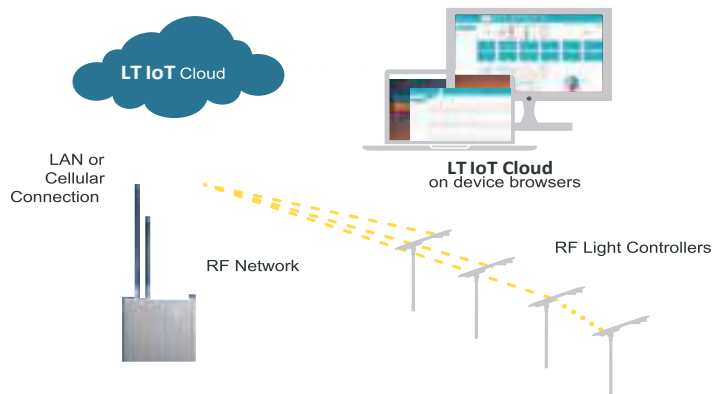 LT IoT Cloud
LT IoT Cloud
on device browsers
LAN or
Cellular
Connection
RF Network
RF Light Controllers